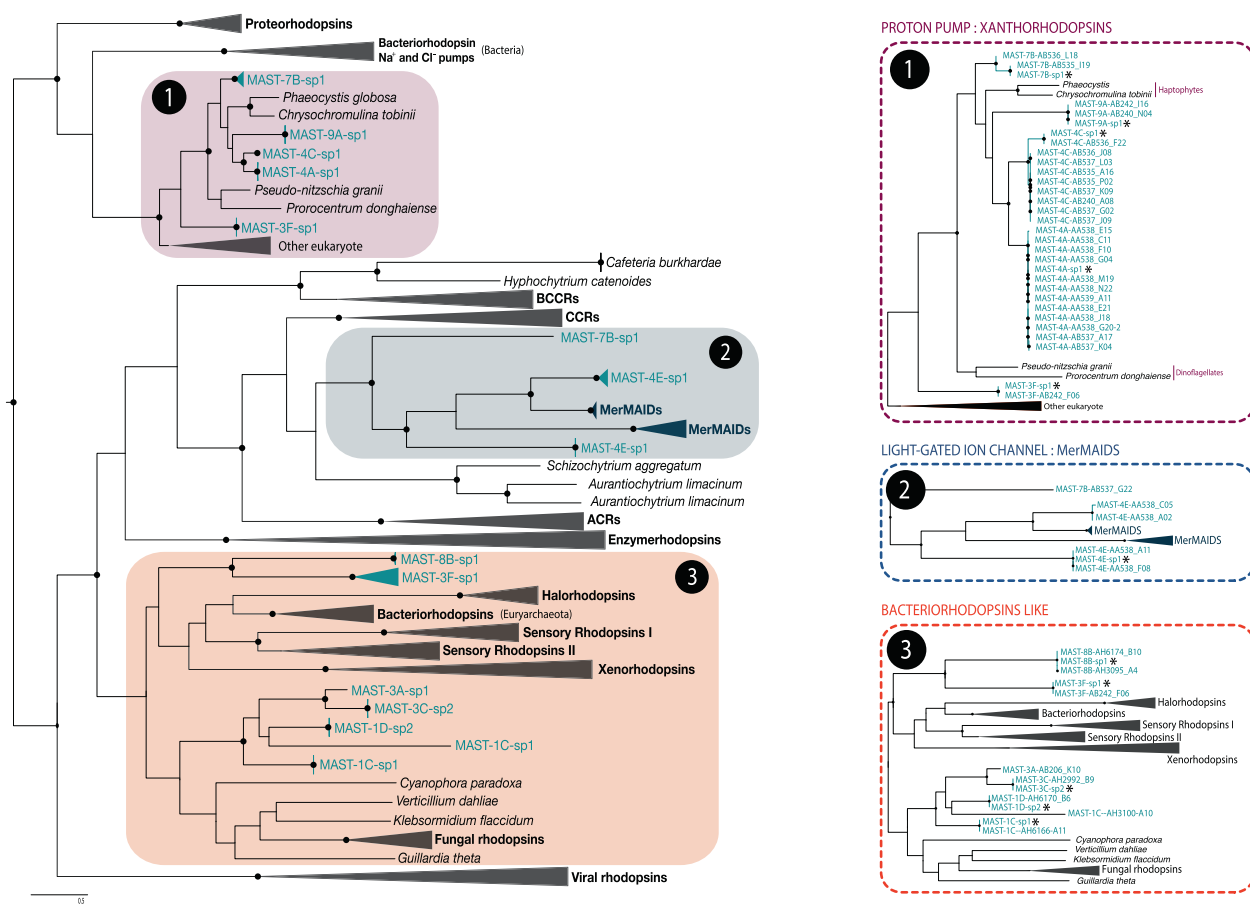 Proteorhodopsins
Bacteriorhodopsin (Bacteria)
Na+ and Cl- pumps
1
MAST-7B-sp1
Phaeocystis globosa
Chrysochromulina tobinii
MAST-9A-sp1
MAST-4C-sp1
MAST-4A-sp1
Pseudo-nitzschia granii
Prorocentrum donghaiense
MAST-3F-sp1
Other eukaryote
Cafeteria burkhardae
Hyphochytrium catenoides
BCCRs
CCRs
2
MAST-7B-sp1
MAST-4E-sp1
MerMAIDs
MerMAIDs
MAST-4E-sp1
Schizochytrium aggregatum
Aurantiochytrium limacinum
Aurantiochytrium limacinum
ACRs
Enzymerhodopsins
3
MAST-8B-sp1
MAST-3F-sp1
Halorhodopsins
Bacteriorhodopsins (Euryarchaeota)
Sensory Rhodopsins I
Sensory Rhodopsins II
Xenorhodopsins
MAST-3A-sp1
MAST-3C-sp2
MAST-1D-sp2
MAST-1C-sp1
MAST-1C-sp1
Cyanophora paradoxa
Verticillium dahliae
Klebsormidium flaccidum
Fungal rhodopsins
Guillardia theta
Viral rhodopsins
0.5
PROTON PUMP : XANTHORHODOPSINS
1
MAST-7B-AB536_L18
MAST-7B-AB535_I19
MAST-7B-sp1*
Phaeocystis
Chrysochromulina tobinii
Haptophytes
MAST-9A-AB242_I16
MAST-9A-AB240_N04
MAST-9A-sp1*
MAST-4C-sp1*
MAST-4C-AB536_F22
MAST-4C-AB536_J08
MAST-4C-AB537_L03
MAST-4C-AB535_A16
MAST-4C-AB535_P02
MAST-4C-AB537_K09
MAST-4C-AB240_A08
MAST-4C-AB537_G02
MAST-4C-AB537_J09
MAST-4A-AA538_E15
MAST-4A-AA538_C11
MAST-4A-AA538_F10
MAST-4A-AA538_G04
MAST-4A-sp1*
MAST-4A-AA538_M19
MAST-4A-AA538_N22
MAST-4A-AA539_A11
MAST-4A-AA538_E21
MAST-4A-AA538_J18
MAST-4A-AA538_G20-2
MAST-4A-AB537_A17
MAST-4A-AB537_K04
Pseudo-nitzschia granii
Prorocentrum donghaiense
Dinoflagellates
MAST-3F-sp1*
MAST-3F-AB242_F06
Other eukaryote
LIGHT-GATED ION CHANNEL : MerMAIDS
2
MAST-7B-AB537_G22
MAST-4E-AA538_C05
MAST-4E-AA538_A02
MerMAIDS
MerMAIDS
MAST-4E-AA538_A11
MAST-4E-sp1*
MAST-4E-AA538_F08
BACTERIORHODOPSINS LIKE
3
MAST-8B-AH6174_B10
MAST-8B-sp1*
MAST-8B-AH3095_A4
MAST-3F-sp1*
MAST-3F-AB242_F06
Halorhodopsins
Bacteriorhodopsins
Sensory Rhodopsins I
Sensory Rhodopsins II
Xenorhodopsins
MAST-3A-AB206_K10
MAST-3C-AH2992_B9
MAST-3C-sp2*
MAST-1D-AH6170_B6
MAST-1D-sp2*
MAST-1C--AH3100-A10
MAST-1C-sp1*
MAST-1C--AH6166-A11
Cyanophora paradoxa
Verticillium dahliae
Klebsormidium flaccidum
Fungal rhodopsins
Guillardia theta